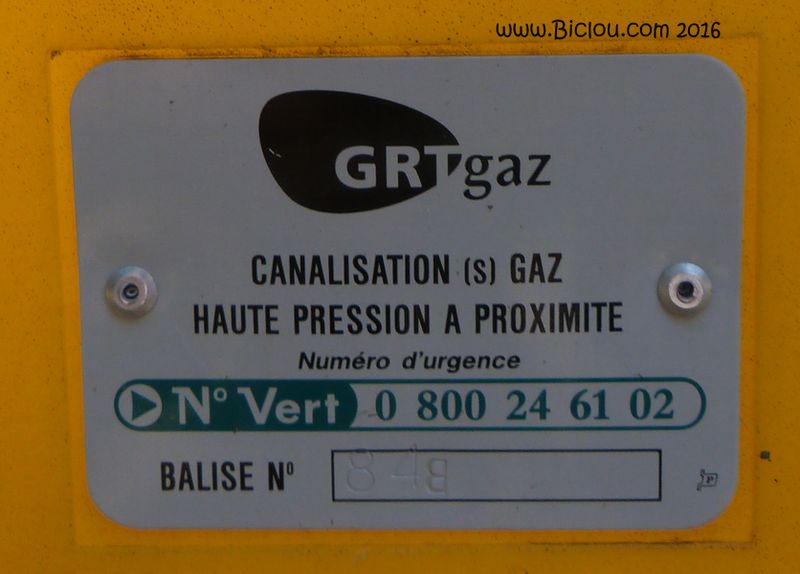 www.Biclou.com 2016
GRTgaz
CANALISATION (S) GAZ
HAUTE PRESSION A PROXIMITE
Numéro d'urgence
N° Vert 0 800 24 61 02
BALISE N° 84B
P